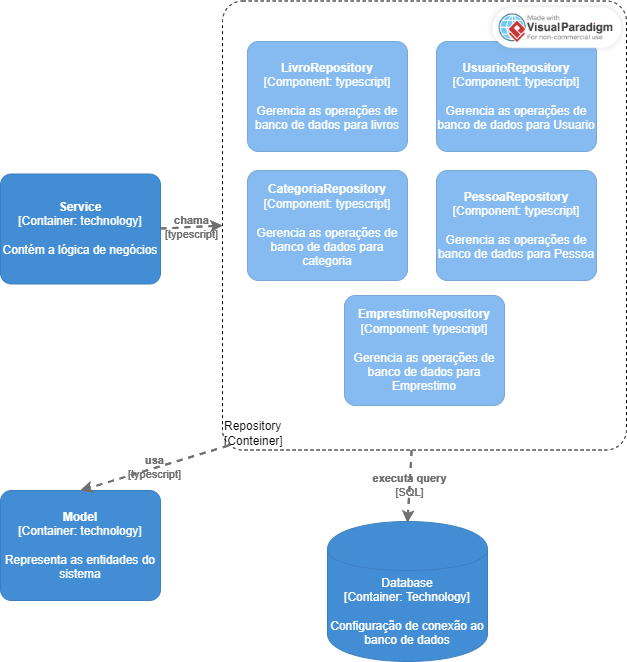 Made with
VisualParadigm
For non-commercial use
LivroRepository
[Component: typescript]
Gerencia as operações de
banco de dados para livros
UsuarioRepository
[Component: typescript]
Gerencia as operações de
banco de dados para Usuario
Service
[Container: technology]
Contém a lógica de negócios
chama
[typescript]
CategoriaRepository
[Component: typescript]
Gerencia as operações de
banco de dados para
categoria
PessoaRepository
[Component: typescript]
Gerencia as operações de
banco de dados para Pessoa
EmprestimoRepository
[Component: typescript]
Gerencia as operações de
banco de dados para
Emprestimo
Repository
[Conteiner]
usa
[typescript]
executa query
[SQL]
Model
[Container: technology]
Representa as entidades do
sistema
Database
[Container: Technology]
Configuração de conexão ao
banco de dados